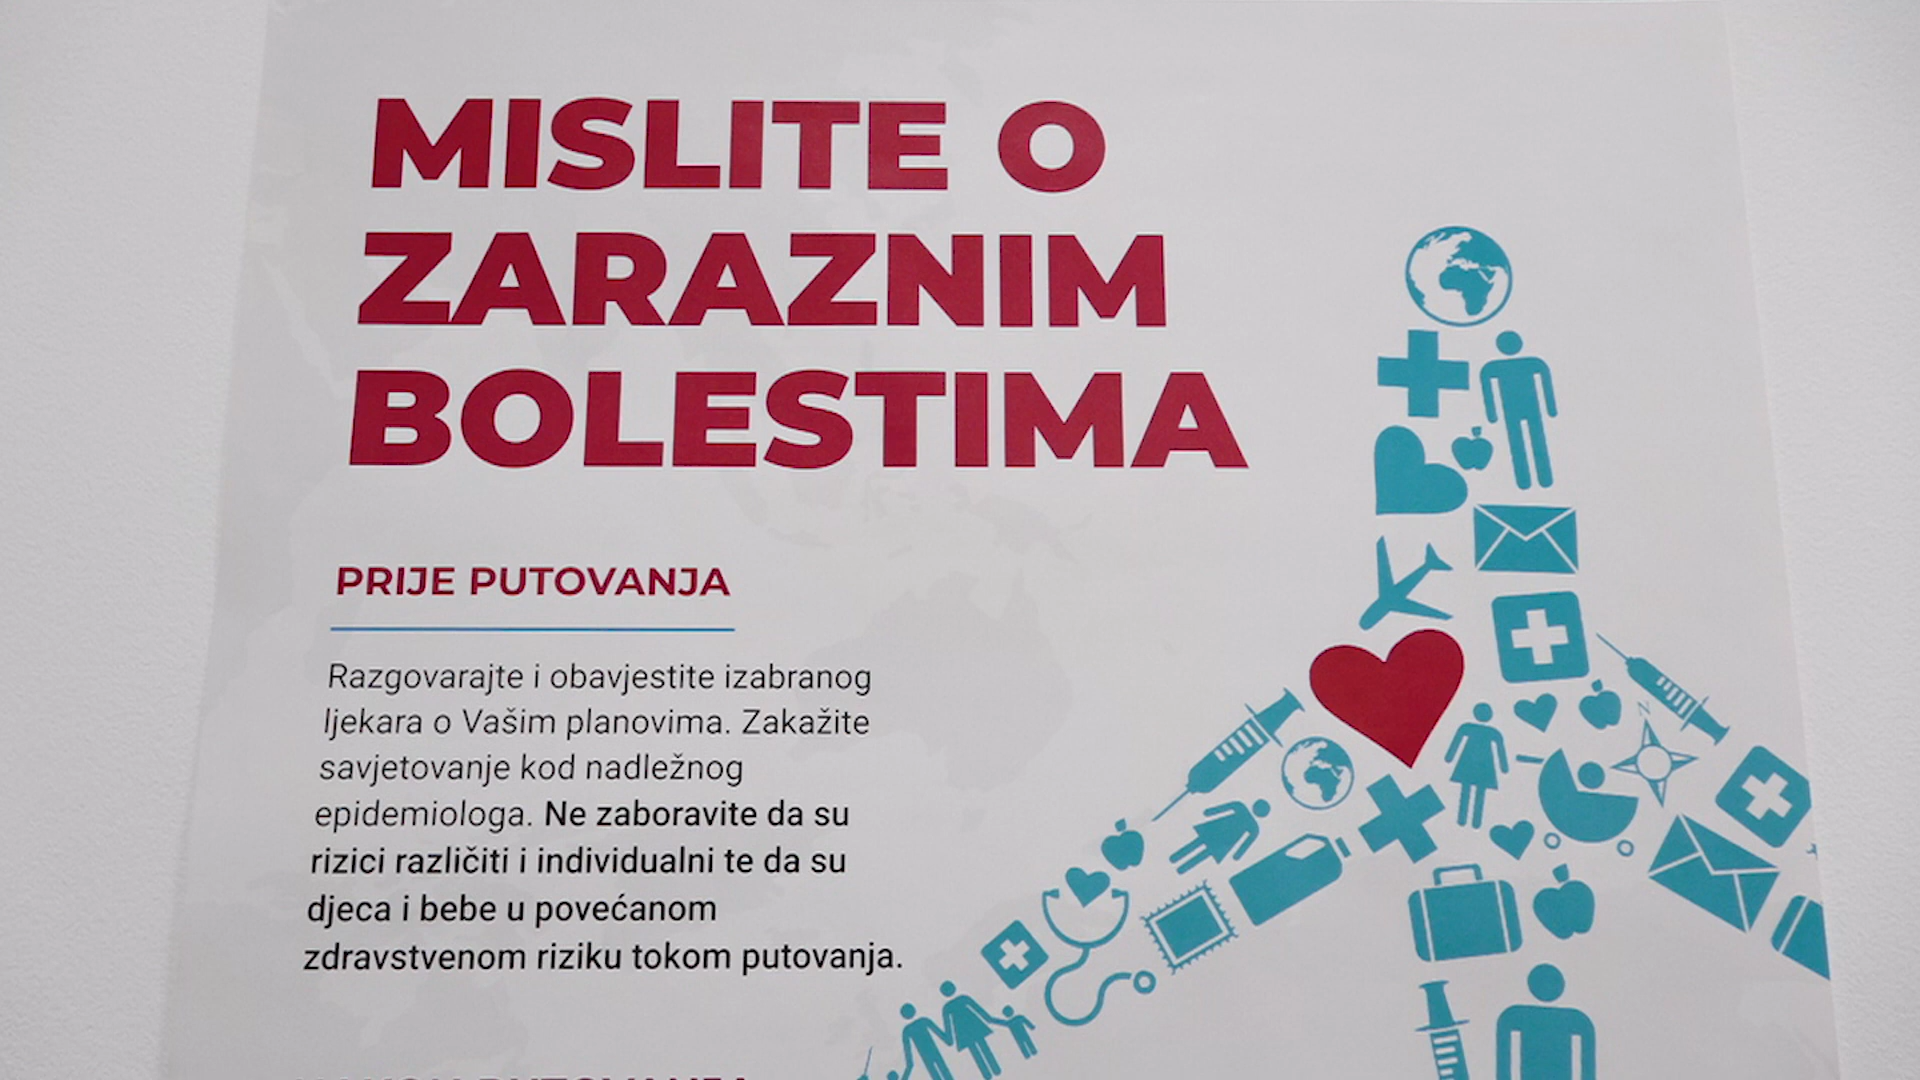 MISLITE O
ZARAZNIM
BOLESTIMA
PRIJE PUTOVANJA
Razgovarajte i obavjestite izabranog
ljekara o Vašim planovima. Zakažite
savjetovanje kod nadležnog
epidemiologa. Ne zaboravite da su
rizici različiti i individualni te da su
djeca i bebe u povećanom
zdravstvenom riziku tokom putovanja.
N